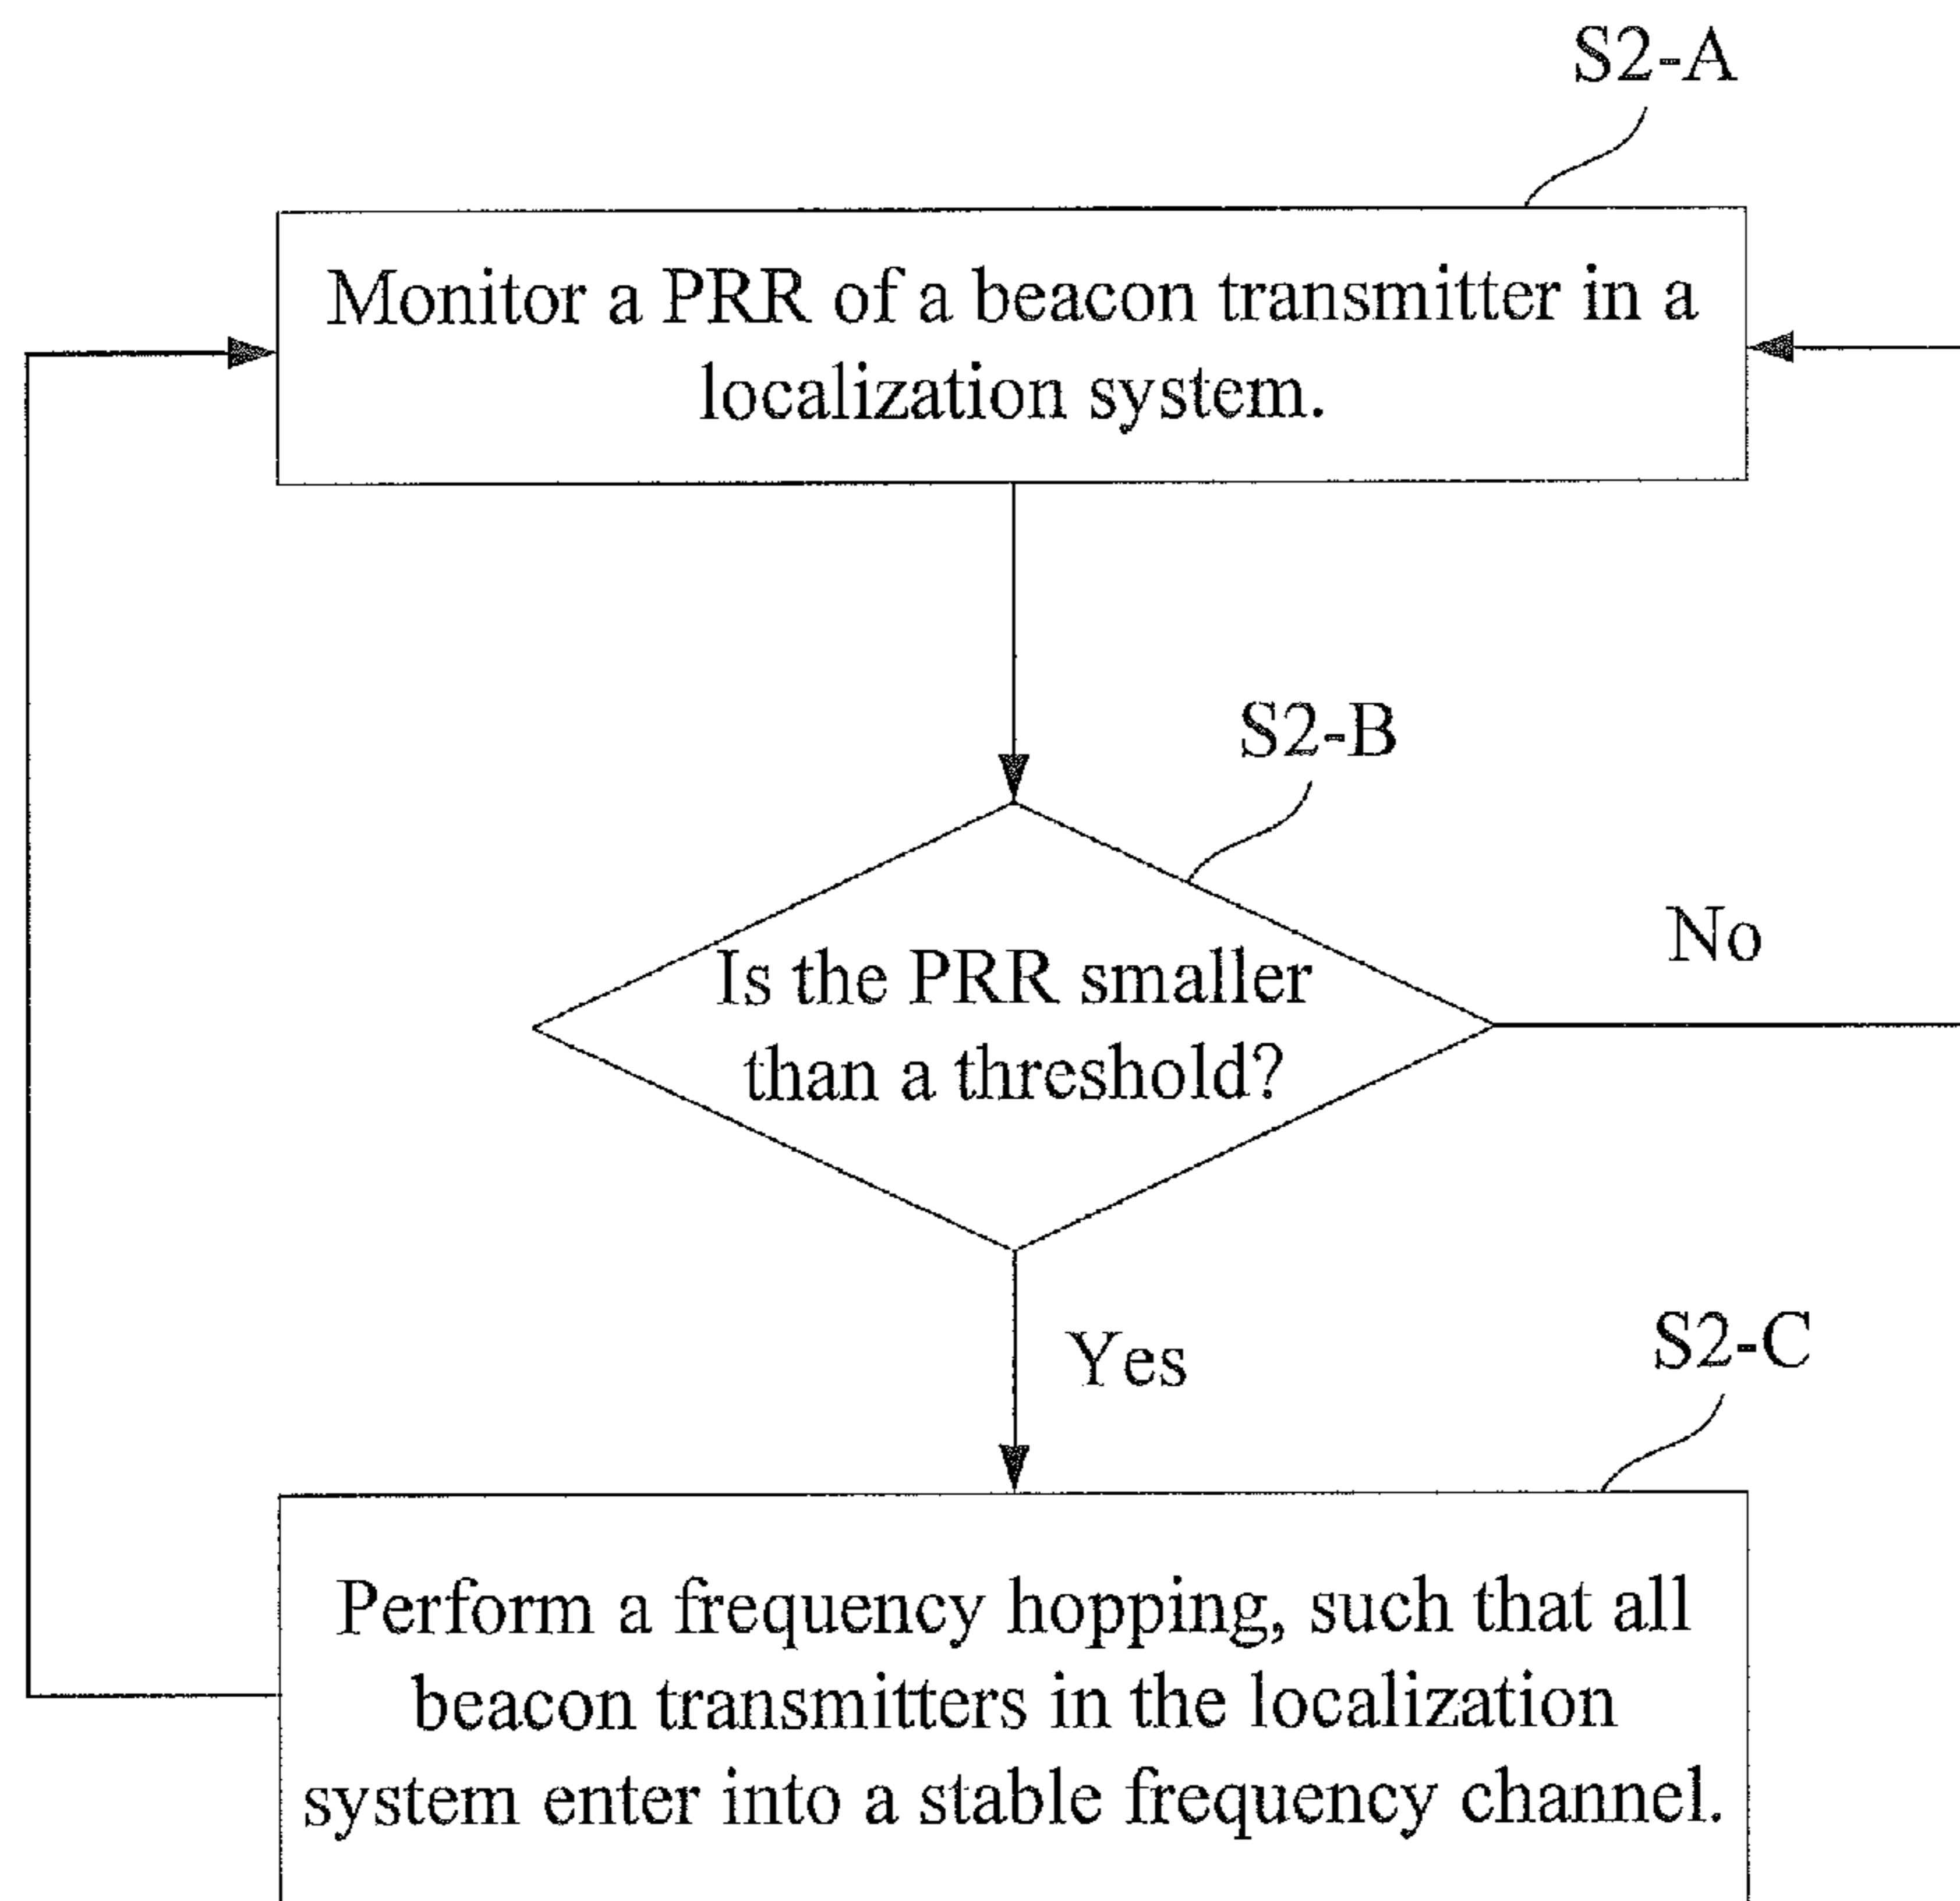 S2-A
Monitor a PRR of a beacon transmitter in a
localization system.
S2-B
Is the PRR smaller
than a threshold?
No
Yes
S2-C
Perform a frequency hopping, such that all
beacon transmitters in the localization
system enter into a stable frequency channel.